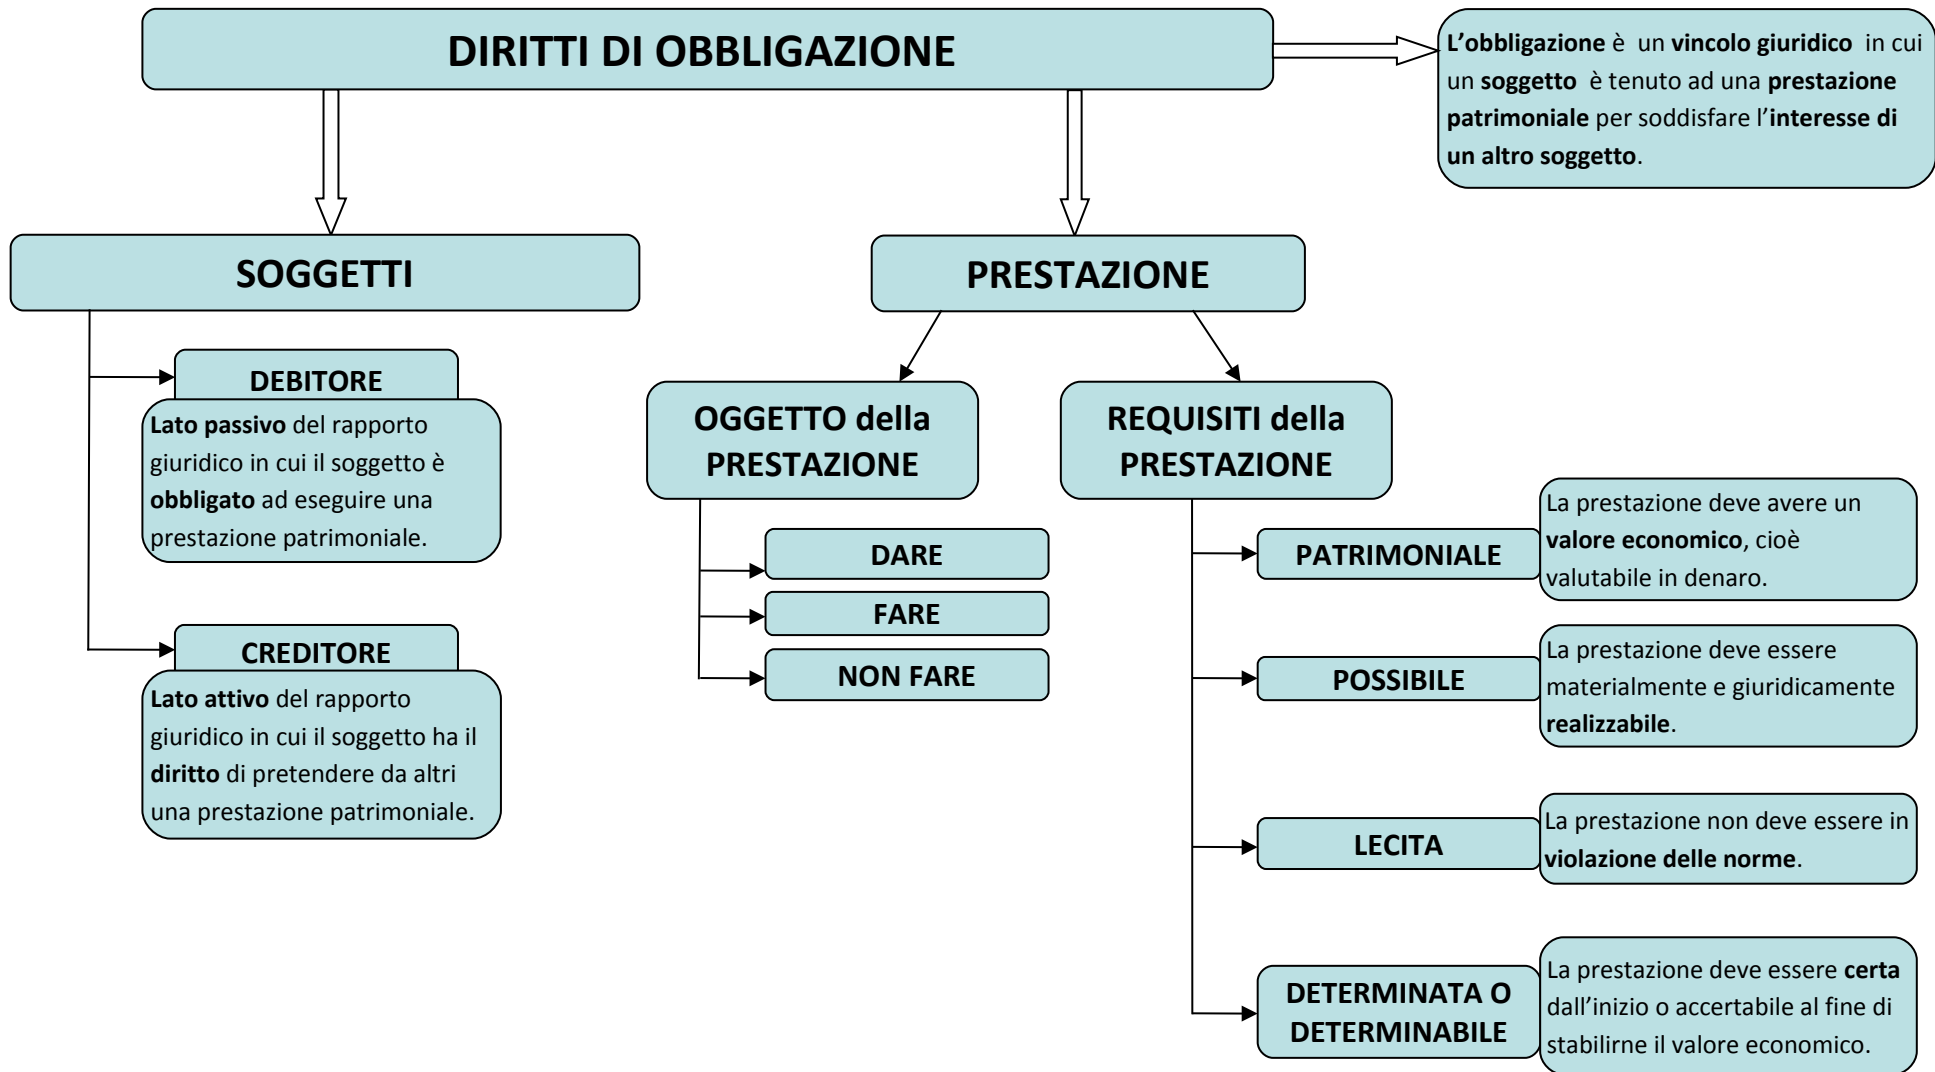 DIRITTI DI OBBLIGAZIONE
L'obbligazione è un vincolo giuridico in cui
un soggetto è tenuto ad una prestazione
patrimoniale per soddisfare l'interesse di
un altro soggetto.
SOGGETTI
DEBITORE
Lato passivo del rapporto
giuridico in cui il soggetto è
obbligato ad eseguire una
prestazione patrimoniale.
CREDITORE
Lato attivo del rapporto
giuridico in cui il soggetto ha il
diritto di pretendere da altri
una prestazione patrimoniale.
PRESTAZIONE
OGGETTO della
PRESTAZIONE
DARE
FARE
NON FARE
REQUISITI della
PRESTAZIONE
PATRIMONIALE
La prestazione deve avere un
valore economico, cioè
valutabile in denaro.
POSSIBILE
La prestazione deve essere
materialmente e giuridicamente
realizzabile.
LECITA
La prestazione non deve essere in
violazione delle norme.
DETERMINATA O
DETERMINABILE
La prestazione deve essere certa
dall'inizio o accertabile al fine di
stabilirne il valore economico.